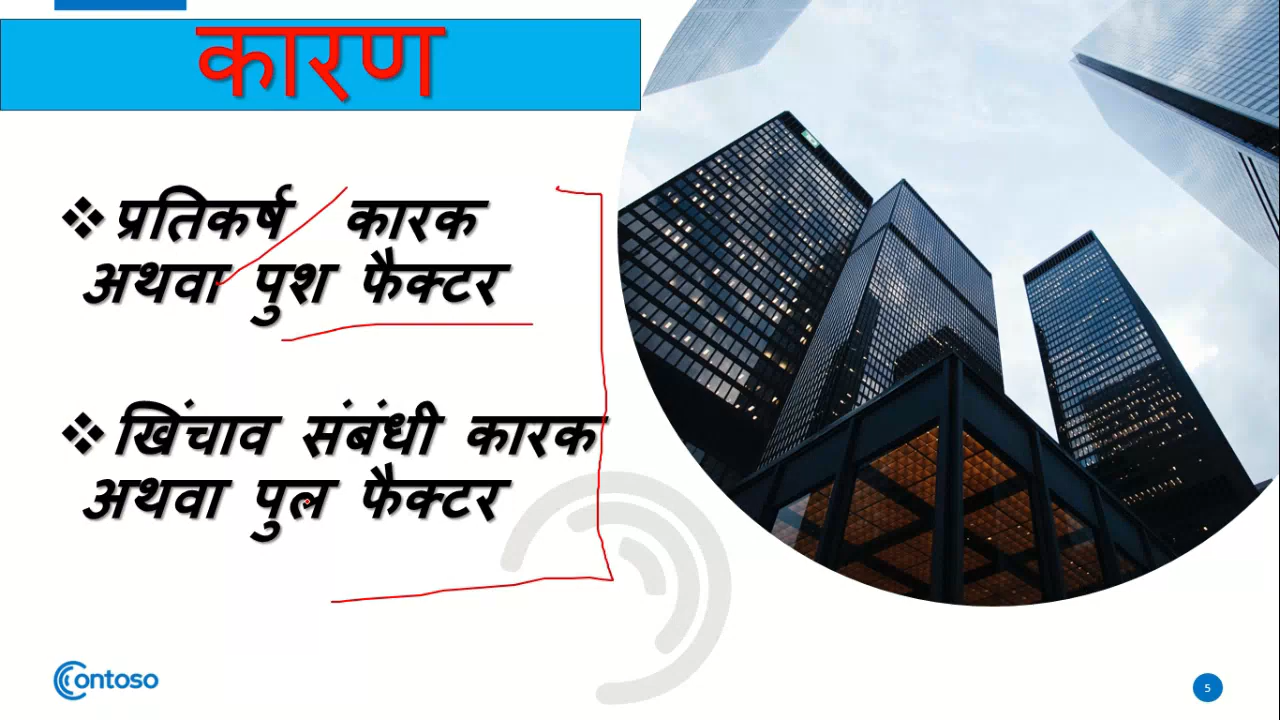 कारण
❖प्रतिकर्ष कारक
अथवा पुश फैक्टर
❖खिंचाव संबंधी कारक
अथवा पुल फैक्टर
Contoso
5